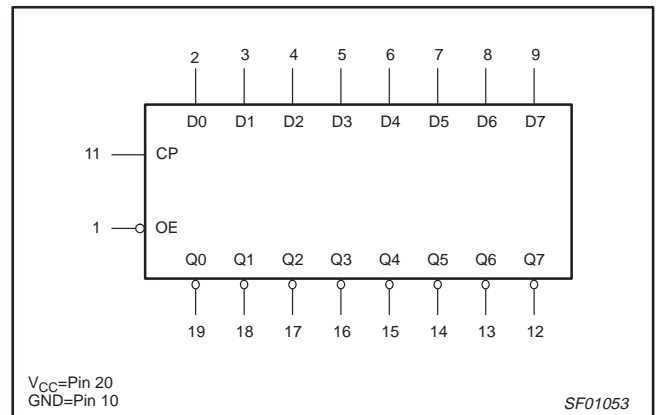 2 3 4 5 6 7 8 9
D0 D1 D2 D3 D4 D5 D6 D7
11 CP
1 OE
Q0 Q1 Q2 Q3 Q4 Q5 Q6 Q7
19 18 17 16 15 14 13 12
VCC=Pin 20
GND=Pin 10
SF01053